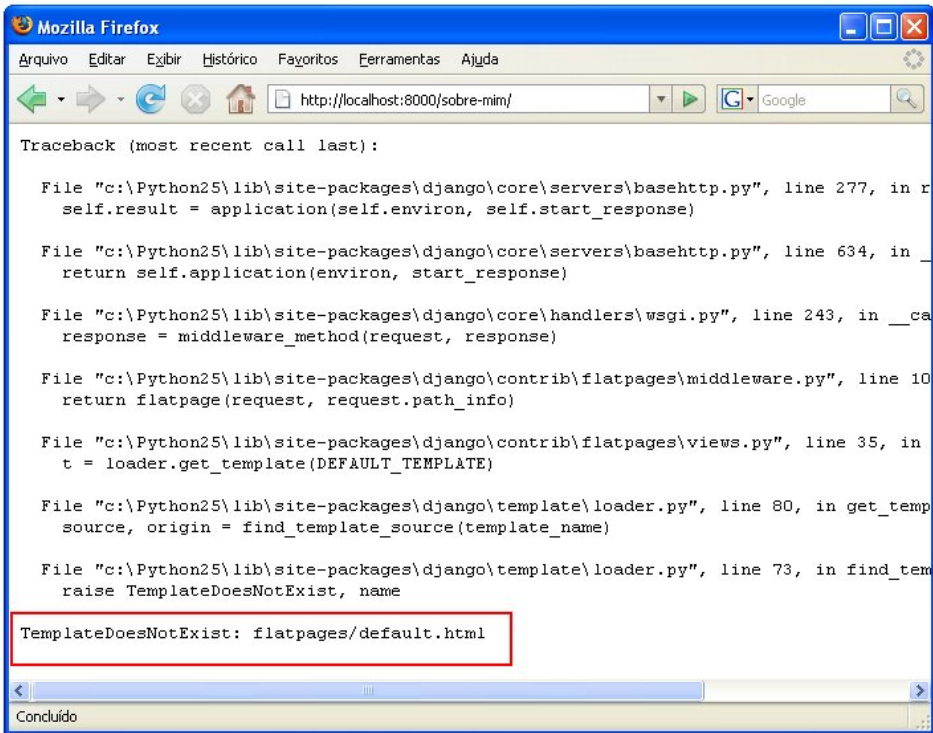 Mozilla Firefox
Arquivo Editar Exibir Histórico Favoritos Ferramentas Ajuda
http://localhost:8000/sobre-mim/ G Google
Traceback (most recent call last):
File "c:\Python25\lib\site-packages\django\core\servers\basehttp.py", line 277, in r
self.result = application(self.environ, self.start_response)
File "c:\Python25\lib\site-packages\django\core\servers\basehttp.py", line 634, in _
return self.application(environ, start_response)
File "c:\Python25\lib\site-packages\django\core\handlers\wsgi.py", line 243, in __ca
response = middleware_method(request, response)
File "c:\Python25\lib\site-packages\django\contrib\flatpages\middleware.py", line 10
return flatpage(request, request.path_info)
File "c:\Python25\lib\site-packages\django\contrib\flatpages\views.py", line 35, in
t = loader.get_template(DEFAULT_TEMPLATE)
File "c:\Python25\lib\site-packages\django\template\loader.py", line 80, in get_temp
source, origin = find_template_source(template_name)
File "c:\Python25\lib\site-packages\django\template\loader.py", line 73, in find_tem
raise TemplateDoesNotExist, name
TemplateDoesNotExist: flatpages/default.html
Concluído